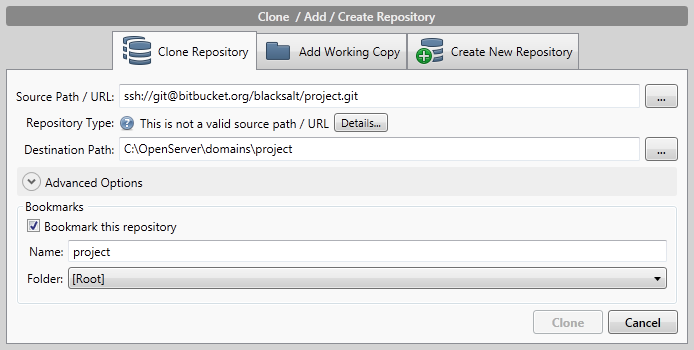 Clone / Add / Create Repository
Clone Repository Add Working Copy Create New Repository
Source Path / URL: ssh://git@bitbucket.org/blacksalt/project.git ...
Repository Type: ? This is not a valid source path / URL Details...
Destination Path: C:\OpenServer\domains\project ...
Advanced Options
Bookmarks
Bookmark this repository
Name: project
Folder: [Root]
Clone Cancel